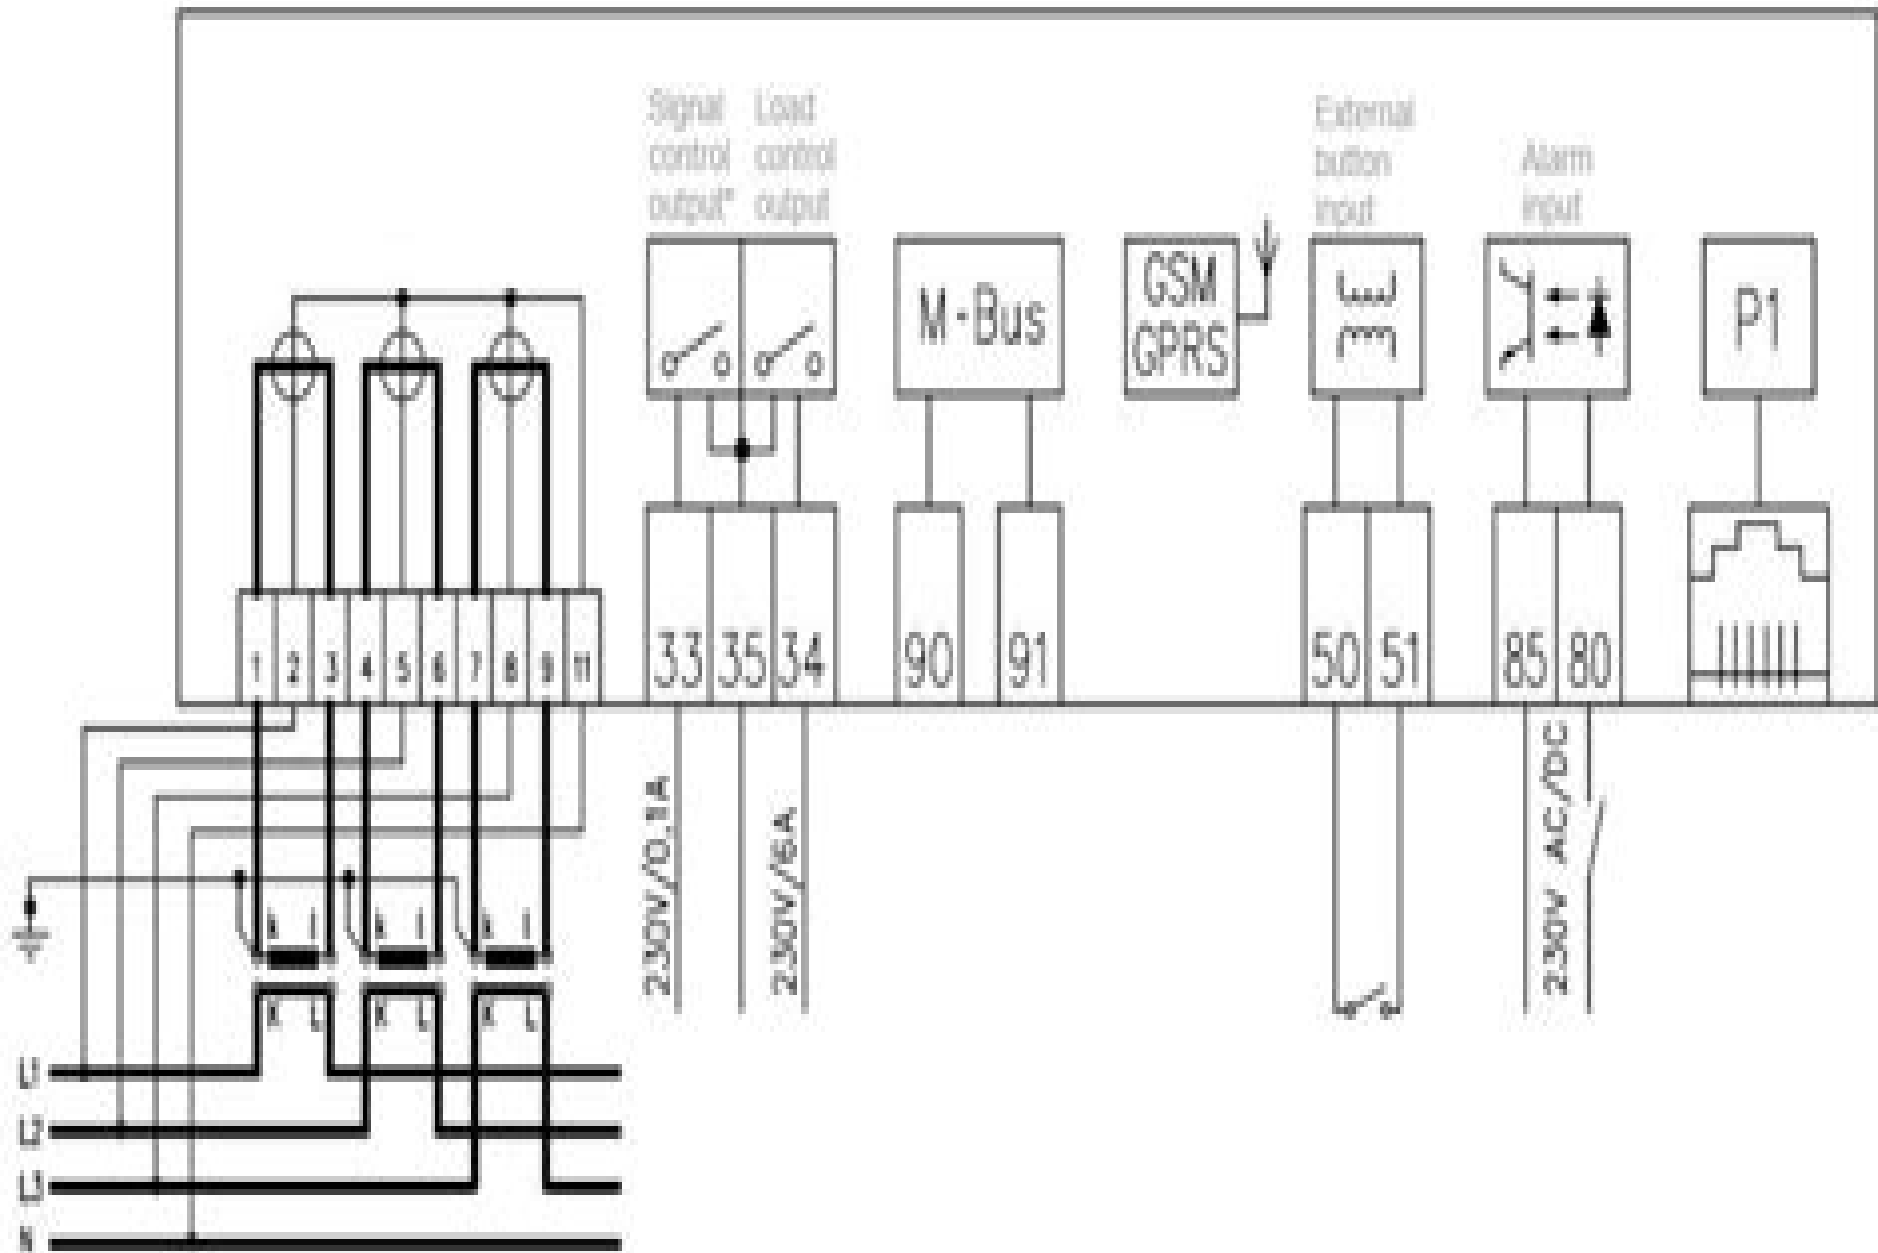 Signal
control
output*
Load
control
output
External
button
input
Alarm
input
M-Bus
GSM
GPRS
P1
1 2 3 4 5 6 7 8 9 11
33 35 34
90 91
50 51
85 80
230V/0.1A
230V/6A
230V AC/DC
k l k l k l
K L K L K L
L1
L2
L3
N